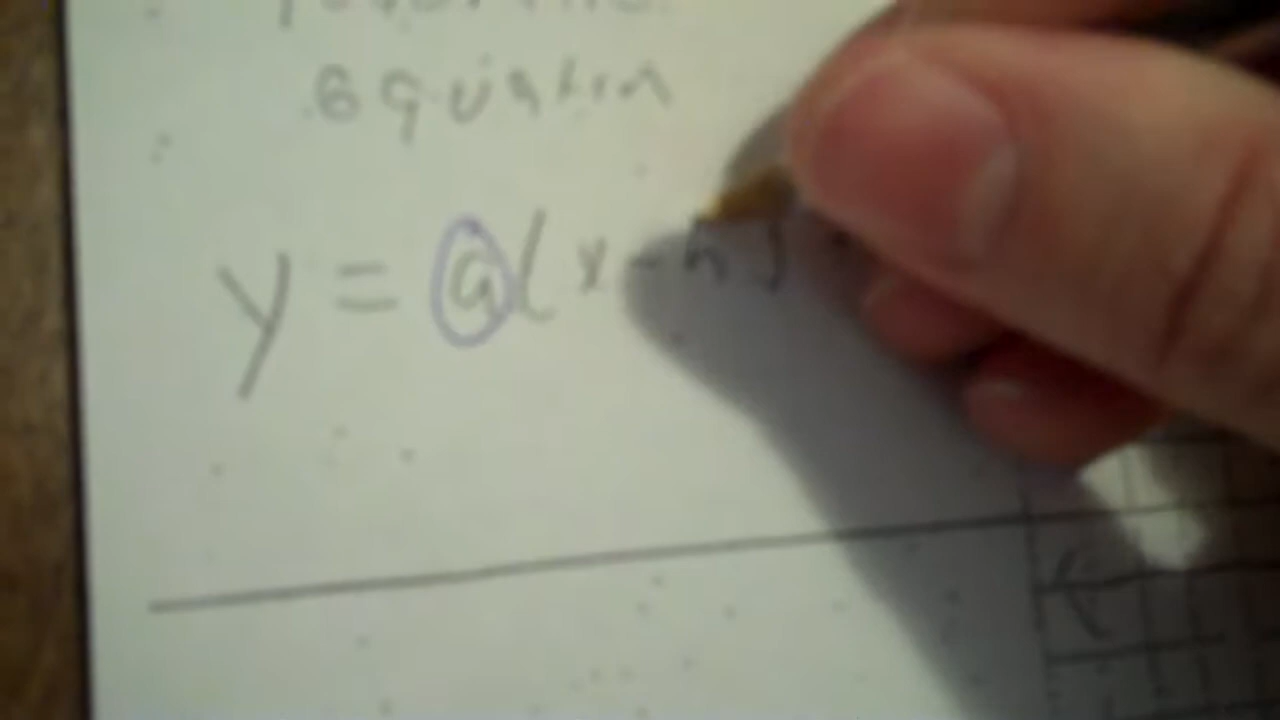 equation
y = a(x-h)